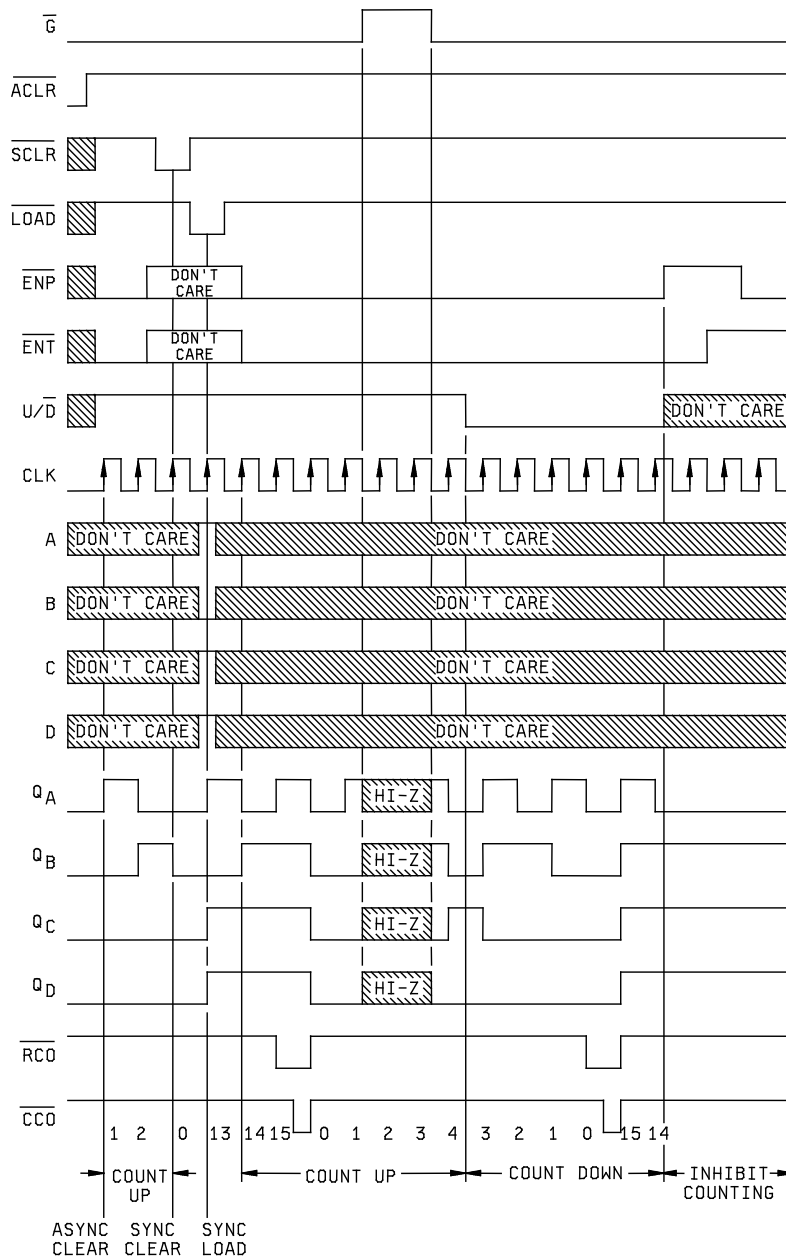 G
ACLR
SCLR
LOAD
ENP DON'T CARE
ENT DON'T CARE
U/D DON'T CARE
CLK
A DON'T CARE DON'T CARE
B DON'T CARE DON'T CARE
C DON'T CARE DON'T CARE
D DON'T CARE DON'T CARE
QA HI-Z
QB HI-Z
QC HI-Z
QD HI-Z
RCO
CCO
1 2 0 13 14 15 0 1 2 3 4 3 2 1 0 15 14
COUNT UP COUNT UP COUNT DOWN INHIBIT COUNTING
ASYNC CLEAR SYNC CLEAR SYNC LOAD